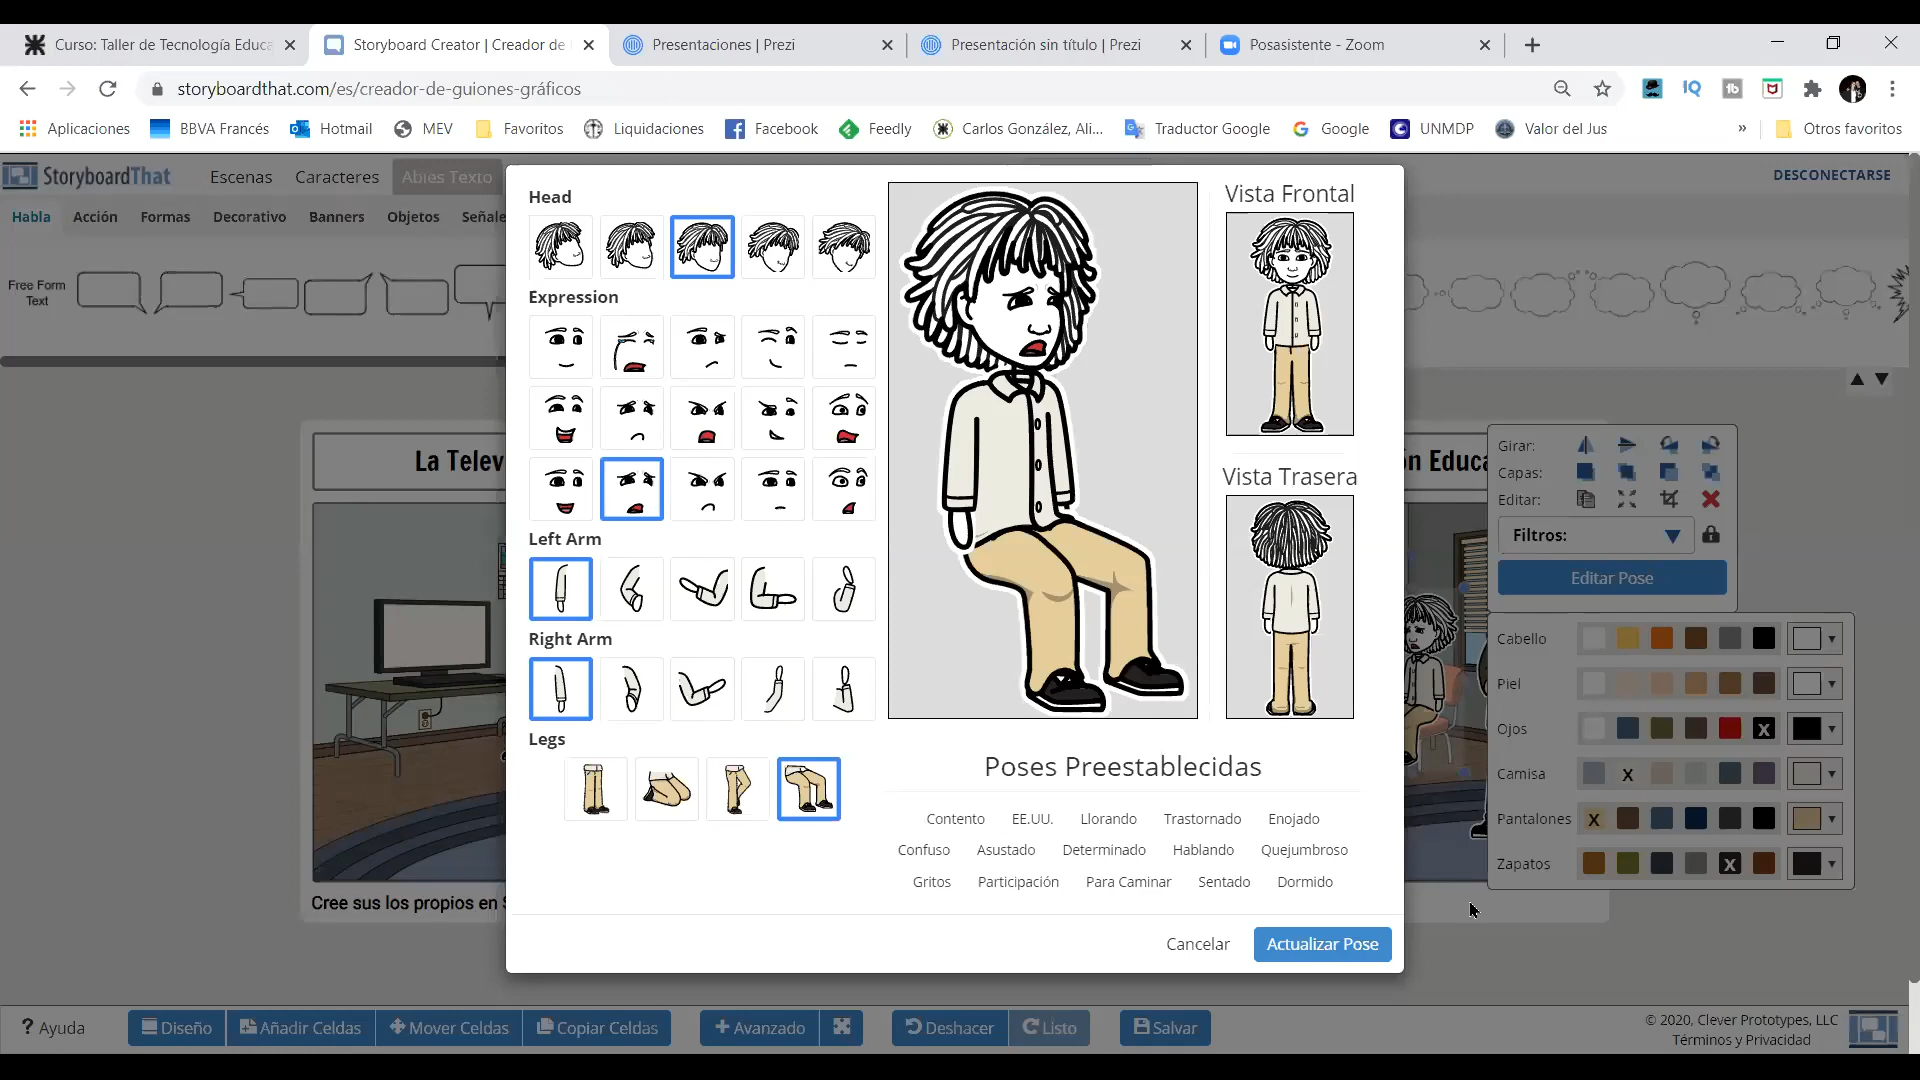 Curso: Taller de Tecnología Educa
Storyboard Creator | Creador de
Presentaciones | Prezi
Presentación sin título | Prezi
Posasistente - Zoom
storyboardthat.com/es/creador-de-guiones-gráficos
Aplicaciones
BBVA Francés
Hotmail
MEV
Favoritos
Liquidaciones
Facebook
Feedly
Carlos González, Ali...
Traductor Google
Google
UNMDP
Valor del Jus
»
Otros favoritos
StoryboardThat
Escenas
Caracteres
Abies Texto
DESCONECTARSE
Habla
Acción
Formas
Decorativo
Banners
Objetos
Señale
Free Form
Text
Head
Expression
Left Arm
Right Arm
Legs
Vista Frontal
Vista Trasera
Poses Preestablecidas
Contento EE.UU. Llorando Trastornado Enojado
Confuso Asustado Determinado Hablando Quejumbroso
Gritos Participación Para Caminar Sentado Dormido
Cancelar
Actualizar Pose
La Telev
ón Educa
Cree sus los propios en S
Girar:
Capas:
Editar:
Filtros:
Editar Pose
Cabello
Piel
Ojos X
Camisa X
Pantalones X
Zapatos X
? Ayuda
Diseño
Añadir Celdas
Mover Celdas
Copiar Celdas
Avanzado
Deshacer
Listo
Salvar
© 2020, Clever Prototypes, LLC
Términos y Privacidad